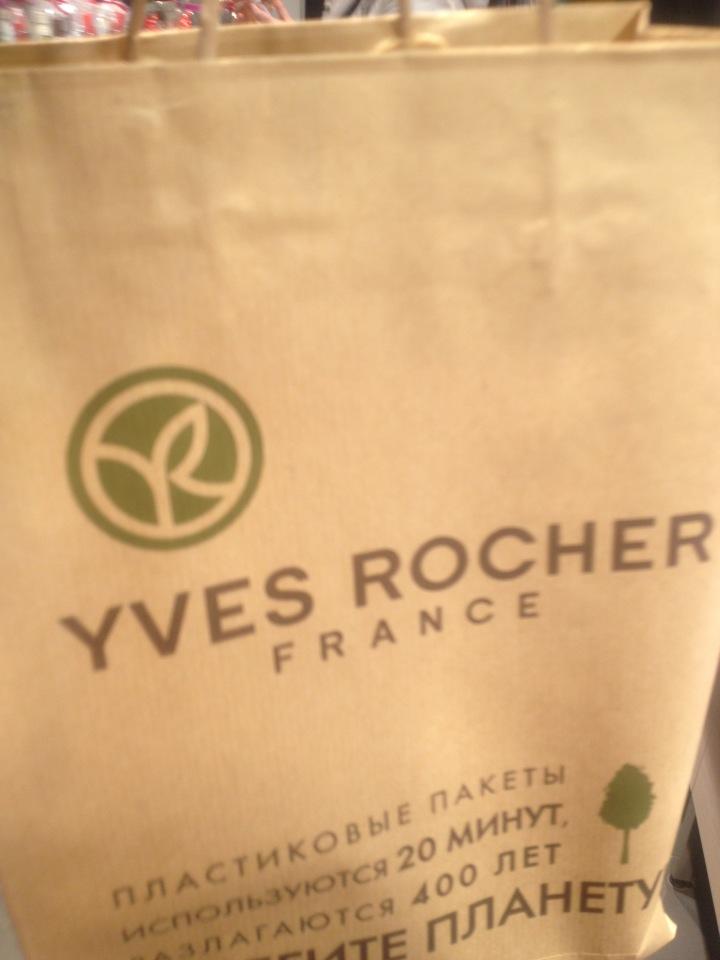 YVES ROCHER
FRANCE
ПЛАСТИКОВЫЕ ПАКЕТЫ
ИСПОЛЬЗУЮТСЯ 20 МИНУТ,
РАЗЛАГАЮТСЯ 400 ЛЕТ
ПЛАНЕТУ